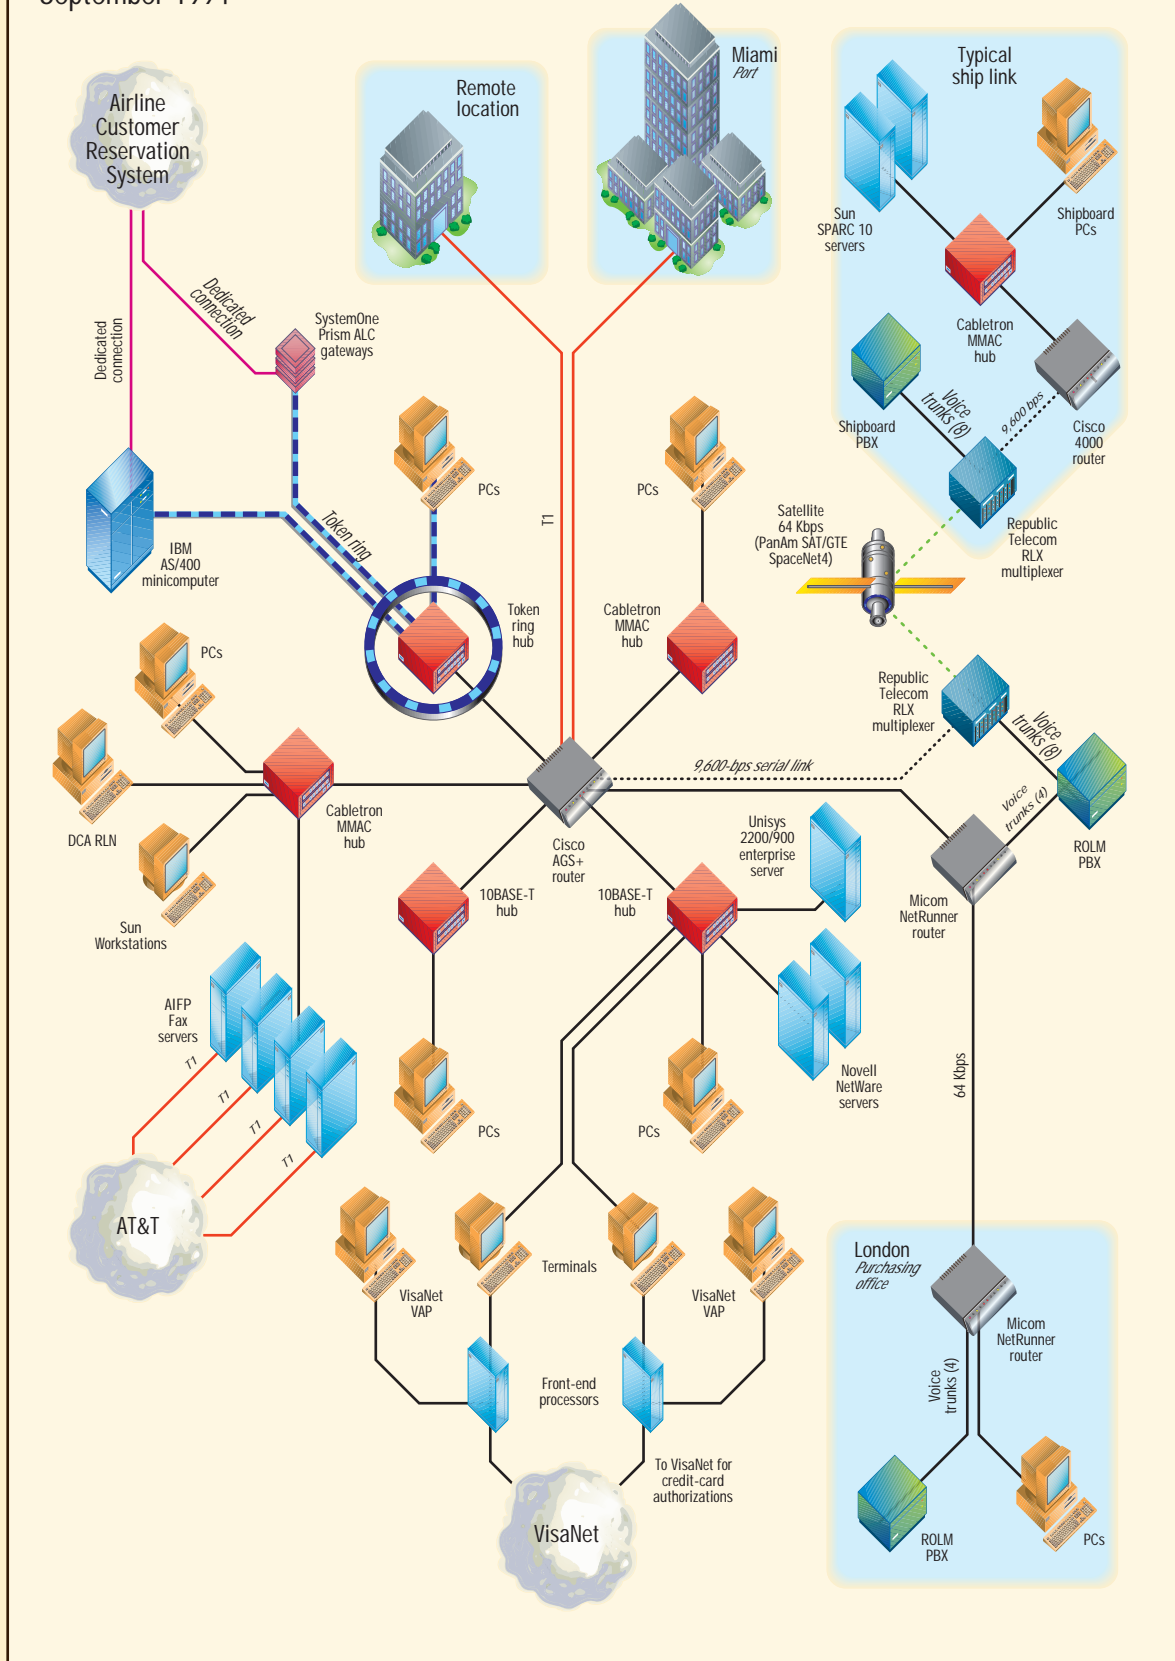 Airline
Customer
Reservation
System
Remote
location
Miami
Port
Typical
ship link
Sun
SPARC 10
servers
Shipboard
PCs
Cabletron
MMAC
hub
Dedicated
connection
Dedicated
connection
SystemOne
Prism ALC
gateways
Shipboard
PBX
Voice
trunks (8)
9,600 bps
Cisco
4000
router
PCs
PCs
T1
Token ring
IBM
AS/400
minicomputer
Satellite
64 Kbps
(PanAm SAT/GTE
SpaceNet4)
Republic
Telecom
RLX
multiplexer
Token
ring
hub
Cabletron
MMAC
hub
PCs
Republic
Telecom
RLX
multiplexer
Voice
trunks (8)
9,600-bps serial link
DCA RLN
Cabletron
MMAC
hub
Cisco
AGS+
router
Unisys
2200/900
enterprise
server
Voice
trunks (4)
ROLM
PBX
10BASE-T
hub
10BASE-T
hub
Micom
NetRunner
router
Sun
Workstations
AIFP
Fax
servers
T1
T1
T1
T1
Novell
NetWare
servers
64 Kbps
PCs
PCs
AT&T
Terminals
VisaNet
VAP
VisaNet
VAP
London
Purchasing
office
Micom
NetRunner
router
Front-end
processors
Voice
trunks (4)
To VisaNet for
credit-card
authorizations
VisaNet
ROLM
PBX
PCs